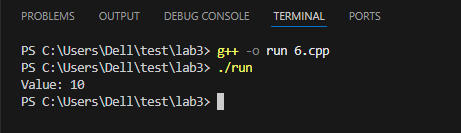 PROBLEMS OUTPUT DEBUG CONSOLE TERMINAL PORTS
PS C:\Users\Dell\test\lab3> g++ -o run 6.cpp
PS C:\Users\Dell\test\lab3> ./run
Value: 10
PS C:\Users\Dell\test\lab3>